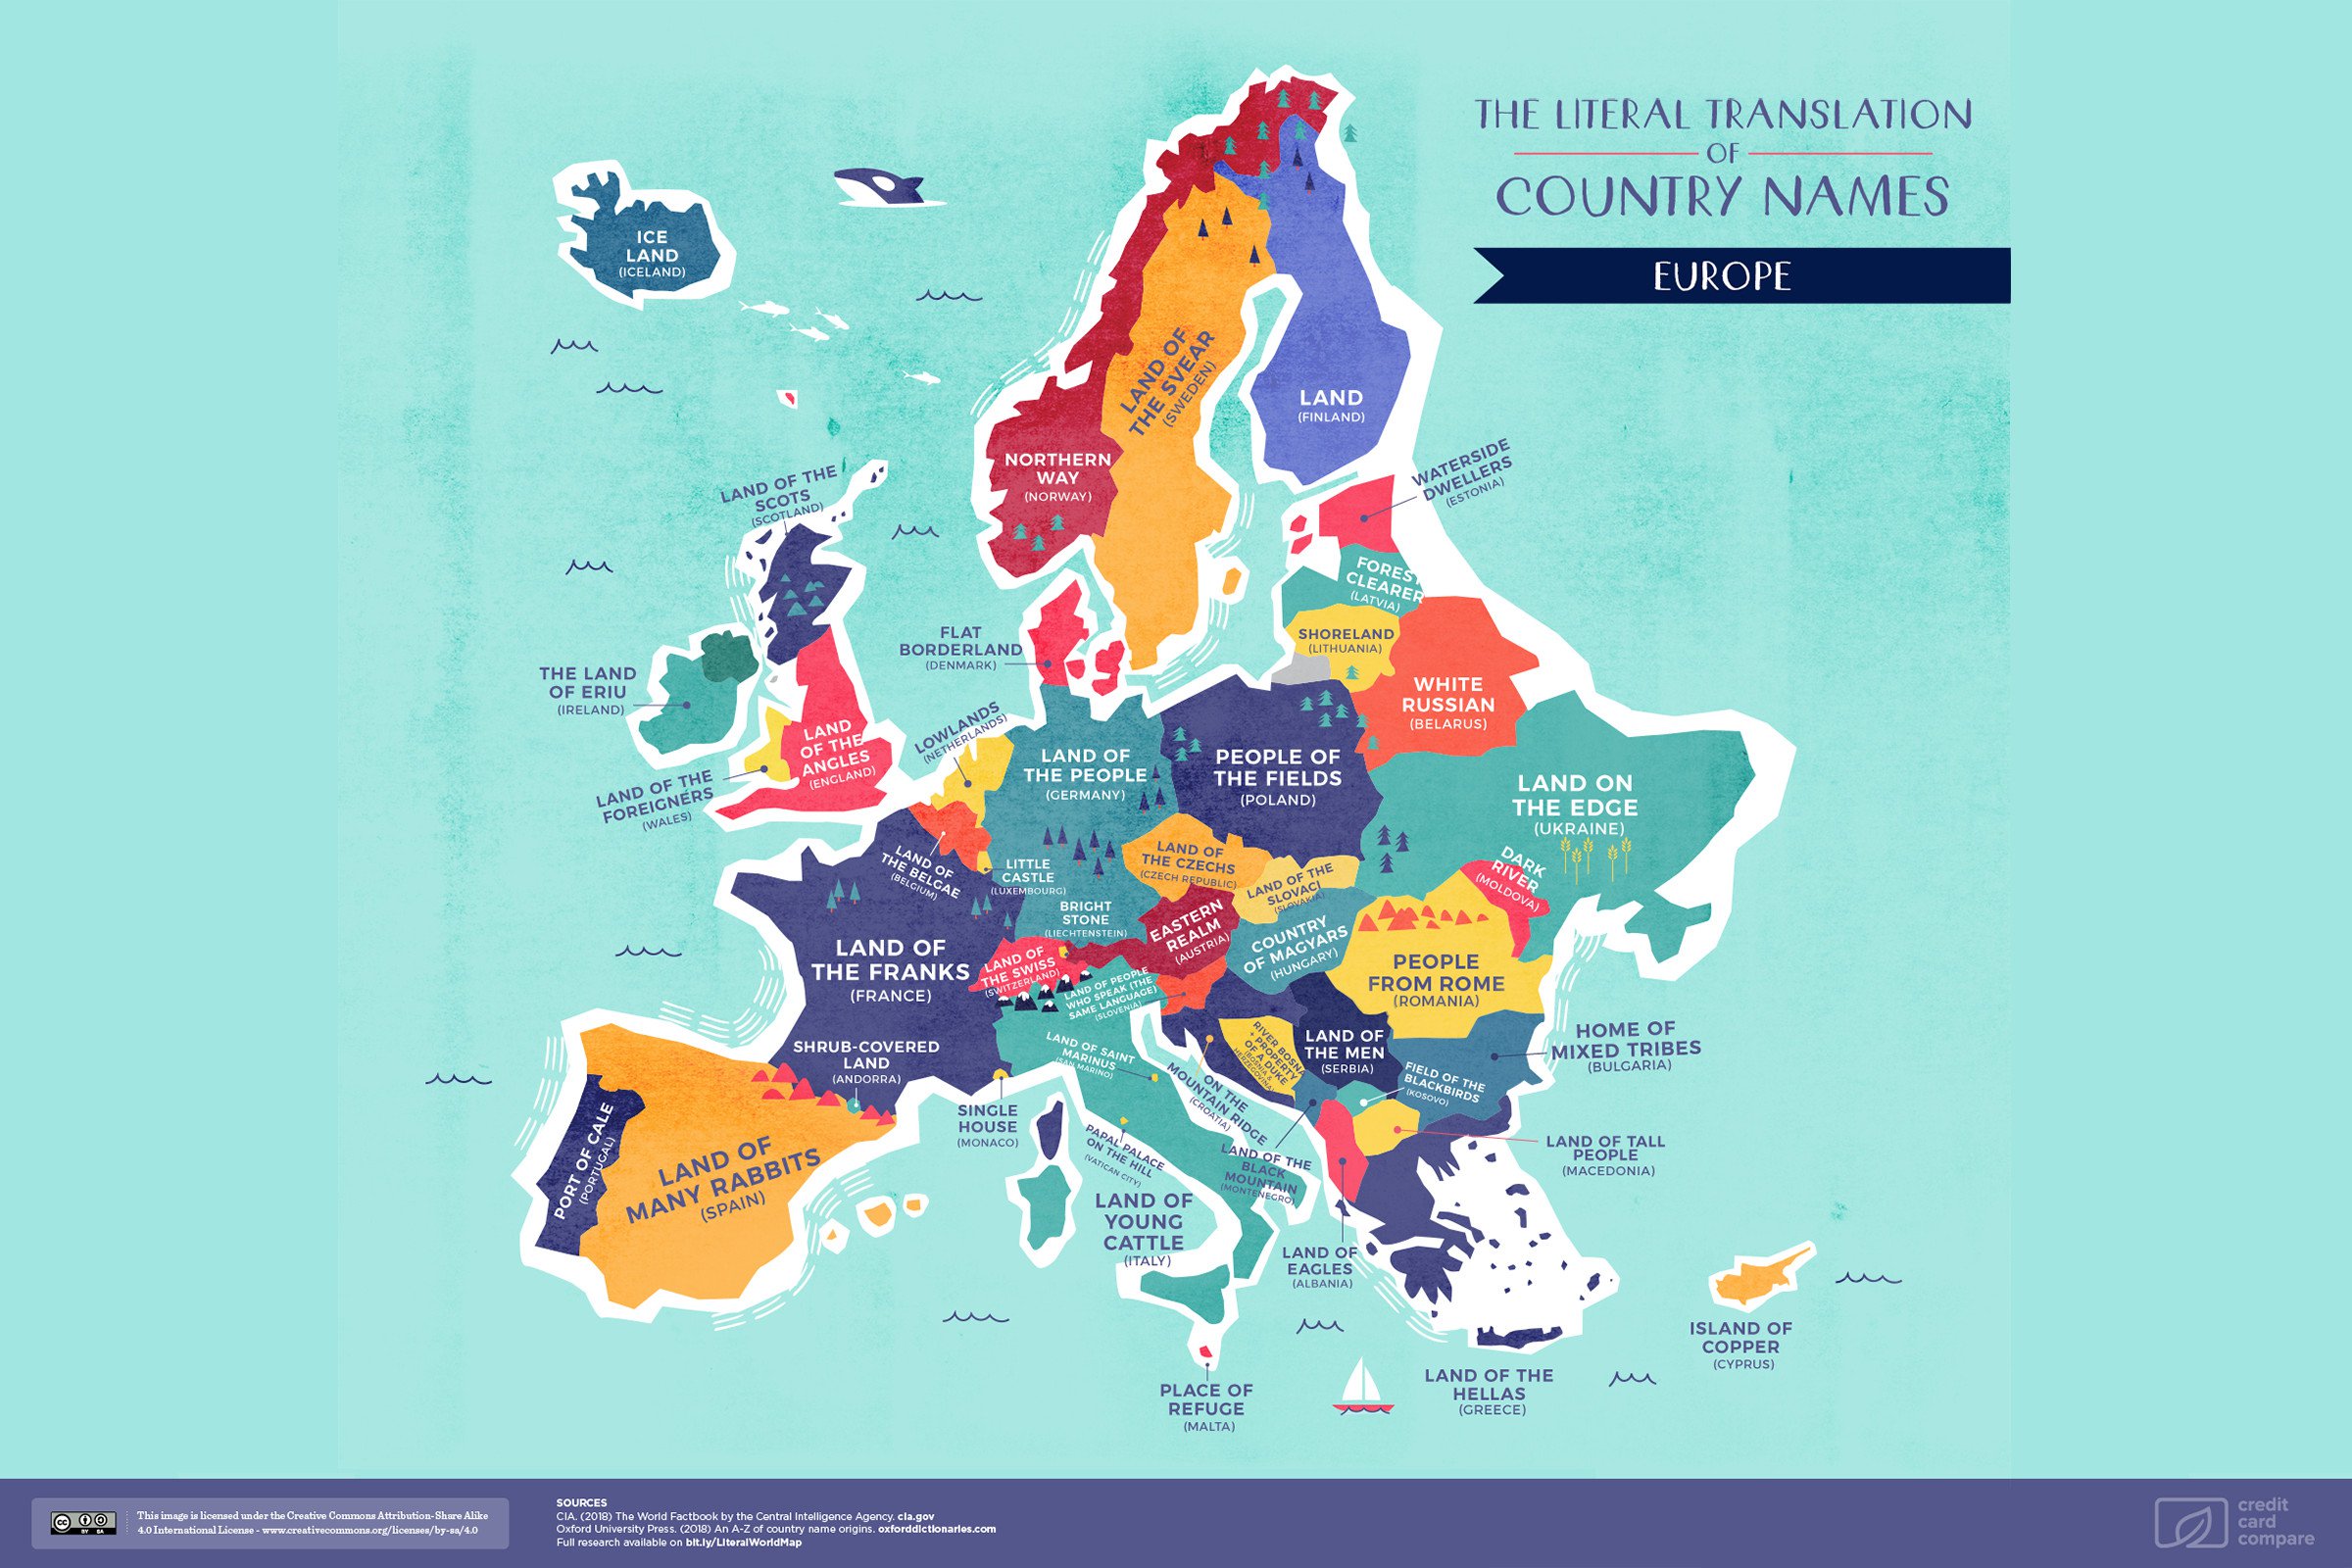 THE LITERAL TRANSLATION
OF
COUNTRY NAMES
EUROPE
ICE
LAND
(ICELAND)
LAND OF
THE SVEAR
(SWEDEN)
LAND
(FINLAND)
NORTHERN
WAY
(NORWAY)
WATERSIDE
DWELLERS
(ESTONIA)
LAND OF THE
SCOTS
(SCOTLAND)
FOREST
CLEARER
(LATVIA)
FLAT
BORDERLAND
(DENMARK)
SHORELAND
(LITHUANIA)
THE LAND
OF ERIU
(IRELAND)
WHITE
RUSSIAN
(BELARUS)
LAND
OF THE
ANGLES
(ENGLAND)
LOWLANDS
(NETHERLANDS)
LAND OF THE
FOREIGNERS
(WALES)
LAND OF
THE PEOPLE
(GERMANY)
PEOPLE OF
THE FIELDS
(POLAND)
LAND ON
THE EDGE
(UKRAINE)
LAND OF
THE BELGAE
(BELGIUM)
LITTLE
CASTLE
(LUXEMBOURG)
LAND OF
THE CZECHS
(CZECH REPUBLIC)
LAND OF THE
SLOVACI
(SLOVAKIA)
DARK
RIVER
(MOLDOVA)
BRIGHT
STONE
(LIECHTENSTEIN)
EASTERN
REALM
(AUSTRIA)
COUNTRY
OF MAGYARS
(HUNGARY)
LAND OF
THE FRANKS
(FRANCE)
LAND OF
THE SWISS
(SWITZERLAND)
LAND OF PEOPLE
WHO SPEAK (THE
SAME LANGUAGE)
(SLOVENIA)
PEOPLE
FROM ROME
(ROMANIA)
SHRUB-COVERED
LAND
(ANDORRA)
LAND OF SAINT
MARINUS
(SAN MARINO)
RIVER BOSNA
+ PROPERTY
OF A DUKE
(BOSNIA &
HERZEGOVINA)
LAND OF
THE MEN
(SERBIA)
HOME OF
MIXED TRIBES
(BULGARIA)
FIELD OF THE
BLACKBIRDS
(KOSOVO)
ON THE
MOUNTAIN RIDGE
(CROATIA)
SINGLE
HOUSE
(MONACO)
PORT OF CALE
(PORTUGAL)
LAND OF
MANY RABBITS
(SPAIN)
PAPAL PALACE
ON THE HILL
(VATICAN CITY)
LAND OF THE
BLACK
MOUNTAIN
(MONTENEGRO)
LAND OF TALL
PEOPLE
(MACEDONIA)
LAND OF
YOUNG
CATTLE
(ITALY)
LAND OF
EAGLES
(ALBANIA)
ISLAND OF
COPPER
(CYPRUS)
PLACE OF
REFUGE
(MALTA)
LAND OF THE
HELLAS
(GREECE)
cc
BY SA
This image is licensed under the Creative Commons Attribution-Share Alike
4.0 International License - www.creativecommons.org/licenses/by-sa/4.0
SOURCES
CIA. (2018) The World Factbook by the Central Intelligence Agency. cia.gov
Oxford University Press. (2018) An A-Z of country name origins. oxforddictionaries.com
Full research available on bit.ly/LiteralWorldMap
credit
card
compare